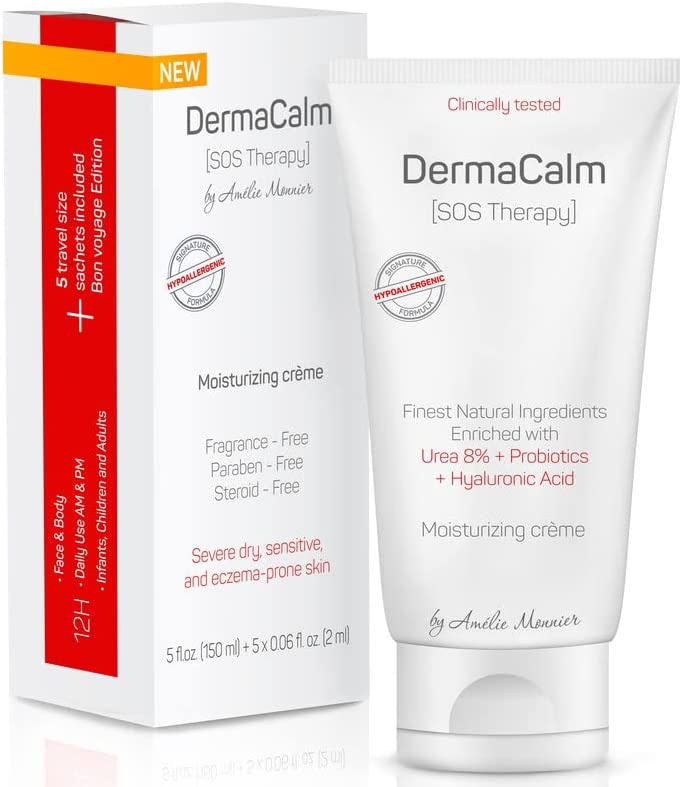 NEW
DermaCalm
[SOS Therapy]
by Amélie Monnier
SIGNATURE
HYPOALLERGENIC
FORMULA
Moisturizing crème
Fragrance - Free
Paraben - Free
Steroid - Free
Severe dry, sensitive,
and eczema-prone skin
5 fl.oz. (150 ml) + 5 x 0.06 fl. oz. (2 ml)
+
5 travel size
sachets included
Bon voyage Edition
12H
· Face & Body
· Daily Use AM & PM
· Infants, Children and Adults
Clinically tested
DermaCalm
[SOS Therapy]
SIGNATURE
HYPOALLERGENIC
FORMULA
Finest Natural Ingredients
Enriched with
Urea 8% + Probiotics
+ Hyaluronic Acid
Moisturizing crème
by Amélie Monnier